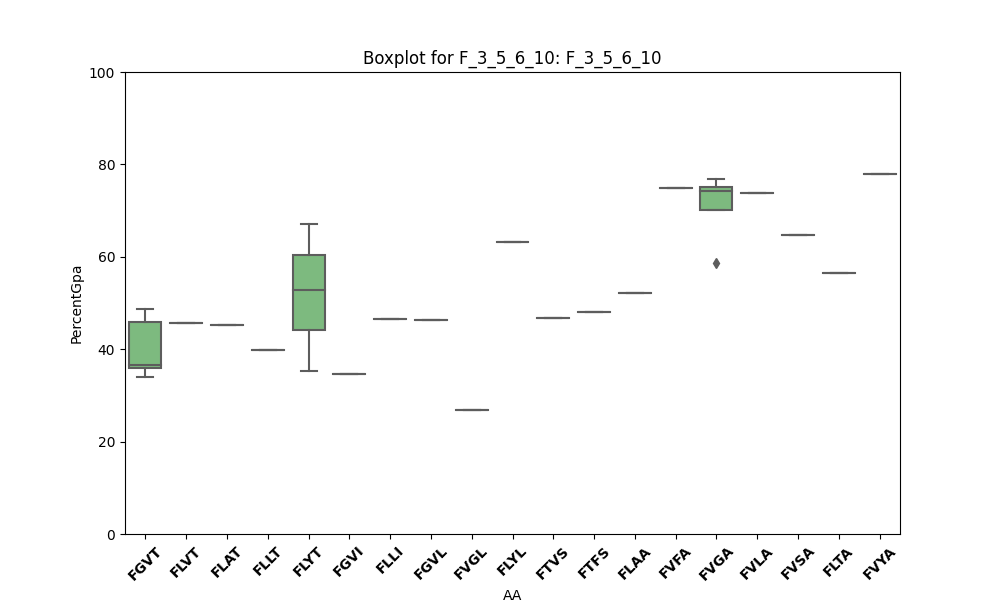 Boxplot for F_3_5_6_10: F_3_5_6_10
100
80
60
40
20
0
PercentGpa
FGVT FLVT FLAT FLLT FLYT FGVI FLLI FGVL FVGL FLYL FTVS FTFS FLAA FVFA FVGA FVLA FVSA FLTA FVYA
AA